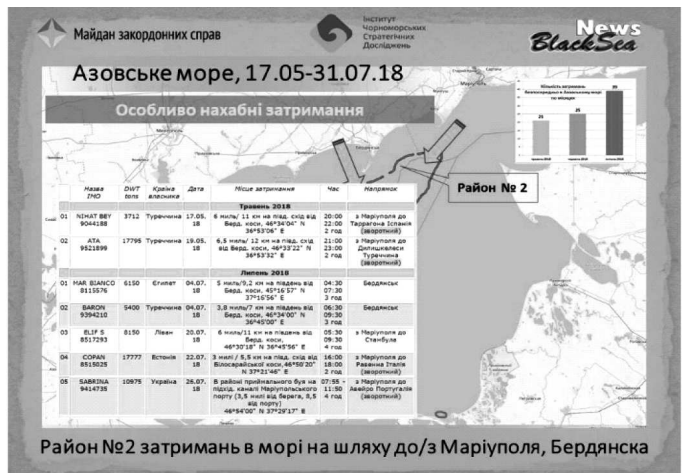 Майдан закордонних справ
Інститут
Чорноморських
Стратегічних
Досліджень
News
BlackSea
Азовське море, 17.05-31.07.18
Особливо нахабні затримання
Кількість затримань
по місяцях
25 25 39
Район № 2
Назва IMO DWT tons Країна власника Дата Місце затримання Час Напрямок
Травень 2018
01 NIMAT BEY 3712 Туреччина 17.05. 6 миль/ 11 км на півд. схід від 20:00 з Маріуполя до
9044188 18 Берд. коси, 46°34'04" N 22:00 Таррагона Іспанія
36°53'06" E 2 год (зворотний)
02 ATA 17795 Туреччина 19.05. 6,5 миль/ 12 км на півд. схід 21:00 з Маріуполя до
9521899 18 від Берд. коси, 46°33'22" N 23:00 Дилишкелеси
36°53'32" E 2 год Туреччина
(зворотний)
Липень 2018
01 MAR BIANCO 6150 Єгипет 04.07. 5 миль/9,2 км на південь від 04:30 Бердянськ
8115576 18 Берд. коси, 45°16'57" N 07:30
37°16'56" E 3 год
02 BARON 5400 Туреччина 04.07. 3,8 миль/7 км на південь від 06:30 Бердянськ
9394210 18 Берд. коси, 46°34'00" N 09:30
36°45'00" E 3 год
03 ELIF S 8150 Ліван 20.07. 6 миль/11 км на південь від 05:30 з Маріуполя до
8517293 18 Берд. коси, 09:30 Стамбула
46°30'18" N 36°45'56" E 4 год
04 COPAN 17777 Естонія 22.07. 3 милі / 5,5 км на півд. схід від 16:00 з Маріуполя до
8515025 18 Білосарайської коси, 46°50'20" 18:00 Равенна Італія
N 37°21'46" E 2 год (зворотний)
05 SABRINA 10975 Україна 26.07. В районі приймального буя на 07:55 - з Маріуполя до
9414735 18 підхід. каналі Маріупольського 11:50 Авейро Португалія
порту (3,5 милі від берега, 8,5 4 год (зворотний)
від порту)
46°54'00" N 37°29'17" E
Район №2 затримань в морі на шляху до/з Маріуполя, Бердянска